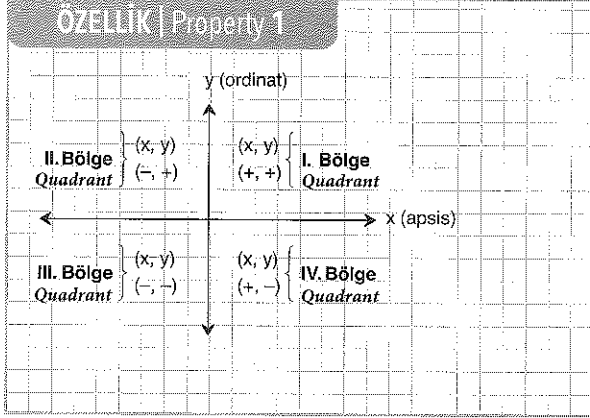 ÖZELLİK | Property 1
y (ordinat)
II. Bölge
Quadrant
(x, y)
(–, +)
(x, y)
(+, +)
I. Bölge
Quadrant
x (apsis)
III. Bölge
Quadrant
(x, y)
(–, –)
(x, y)
(+, –)
IV. Bölge
Quadrant